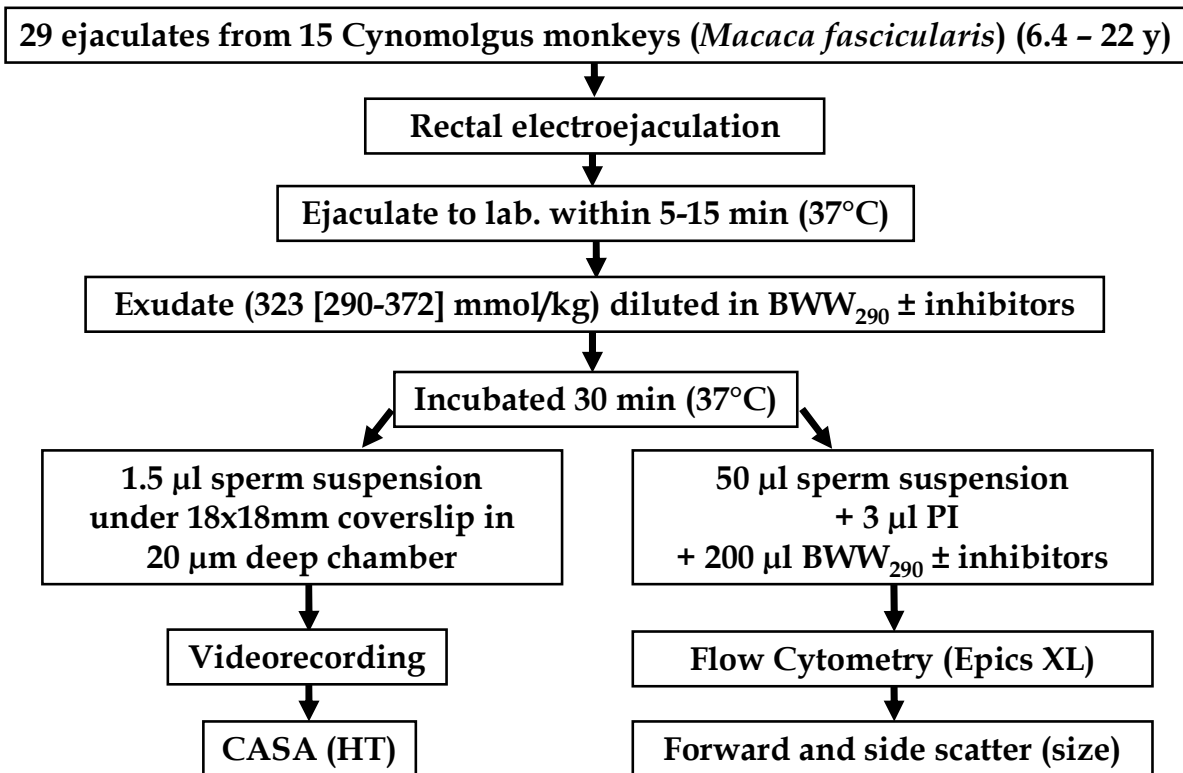 29 ejaculates from 15 Cynomolgus monkeys (Macaca fascicularis) (6.4 – 22 y)
Rectal electroejaculation
Ejaculate to lab. within 5-15 min (37°C)
Exudate (323 [290-372] mmol/kg) diluted in BWW₂₉₀ ± inhibitors
Incubated 30 min (37°C)
1.5 µl sperm suspension
under 18x18mm coverslip in
20 µm deep chamber
50 µl sperm suspension
+ 3 µl PI
+ 200 µl BWW₂₉₀ ± inhibitors
Videorecording
Flow Cytometry (Epics XL)
CASA (HT)
Forward and side scatter (size)